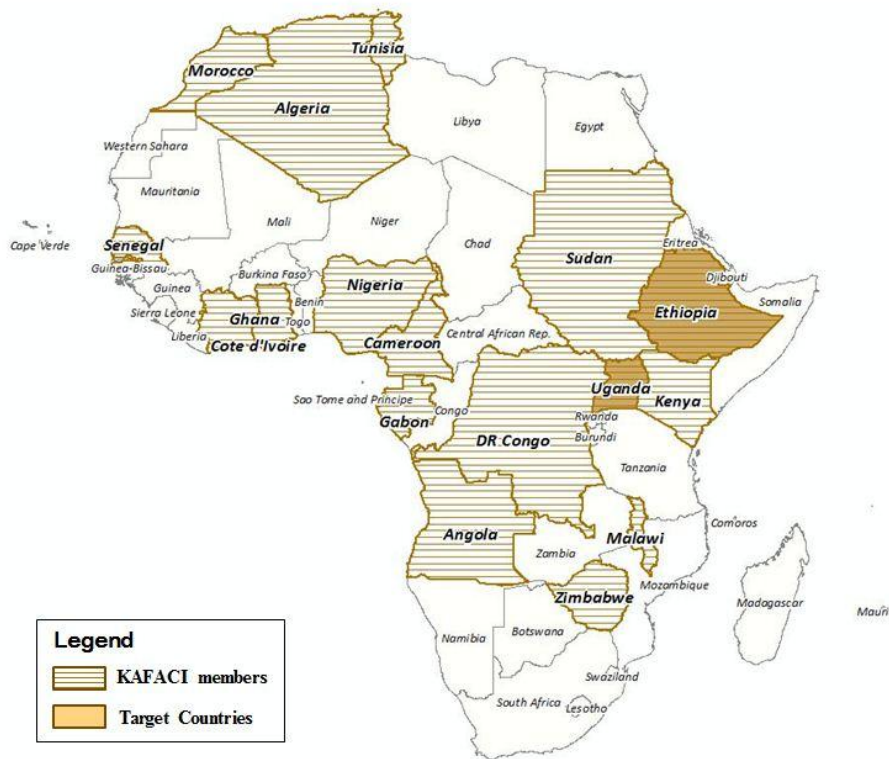 Tunisia
Morocco
Algeria
Libya
Egypt
Western Sahara
Mauritania
Mali
Niger
Cape Verde
Chad
Senegal
Sudan
Eritrea
Guinea-Bissau
Burkina Faso
Djibouti
Guinea
Nigeria
Benin
Somalia
Sierra Leone
Ghana
Togo
Ethiopia
Liberia
Cote d'Ivoire
Cameroon
Central African Rep.
Uganda
Sao Tome and Principe
Congo
Kenya
Gabon
Rwanda
DR Congo
Burundi
Tanzania
Comoros
Angola
Malawi
Zambia
Mozambique
Zimbabwe
Madagascar
Mauri
Namibia
Botswana
Swaziland
South Africa
Lesotho
Legend
KAFACI members
Target Countries